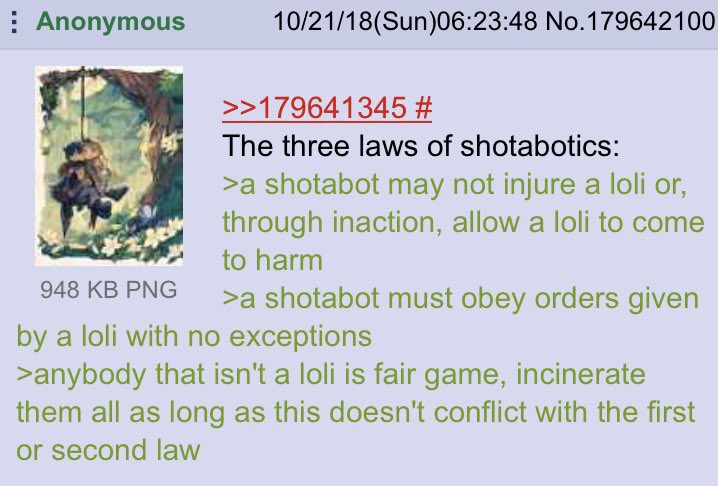 Anonymous 10/21/18(Sun)06:23:48 No.179642100
>>179641345 #
The three laws of shotabotics:
>a shotabot may not injure a loli or,
through inaction, allow a loli to come
to harm
948 KB PNG
>a shotabot must obey orders given
by a loli with no exceptions
>anybody that isn't a loli is fair game, incinerate
them all as long as this doesn't conflict with the first
or second law